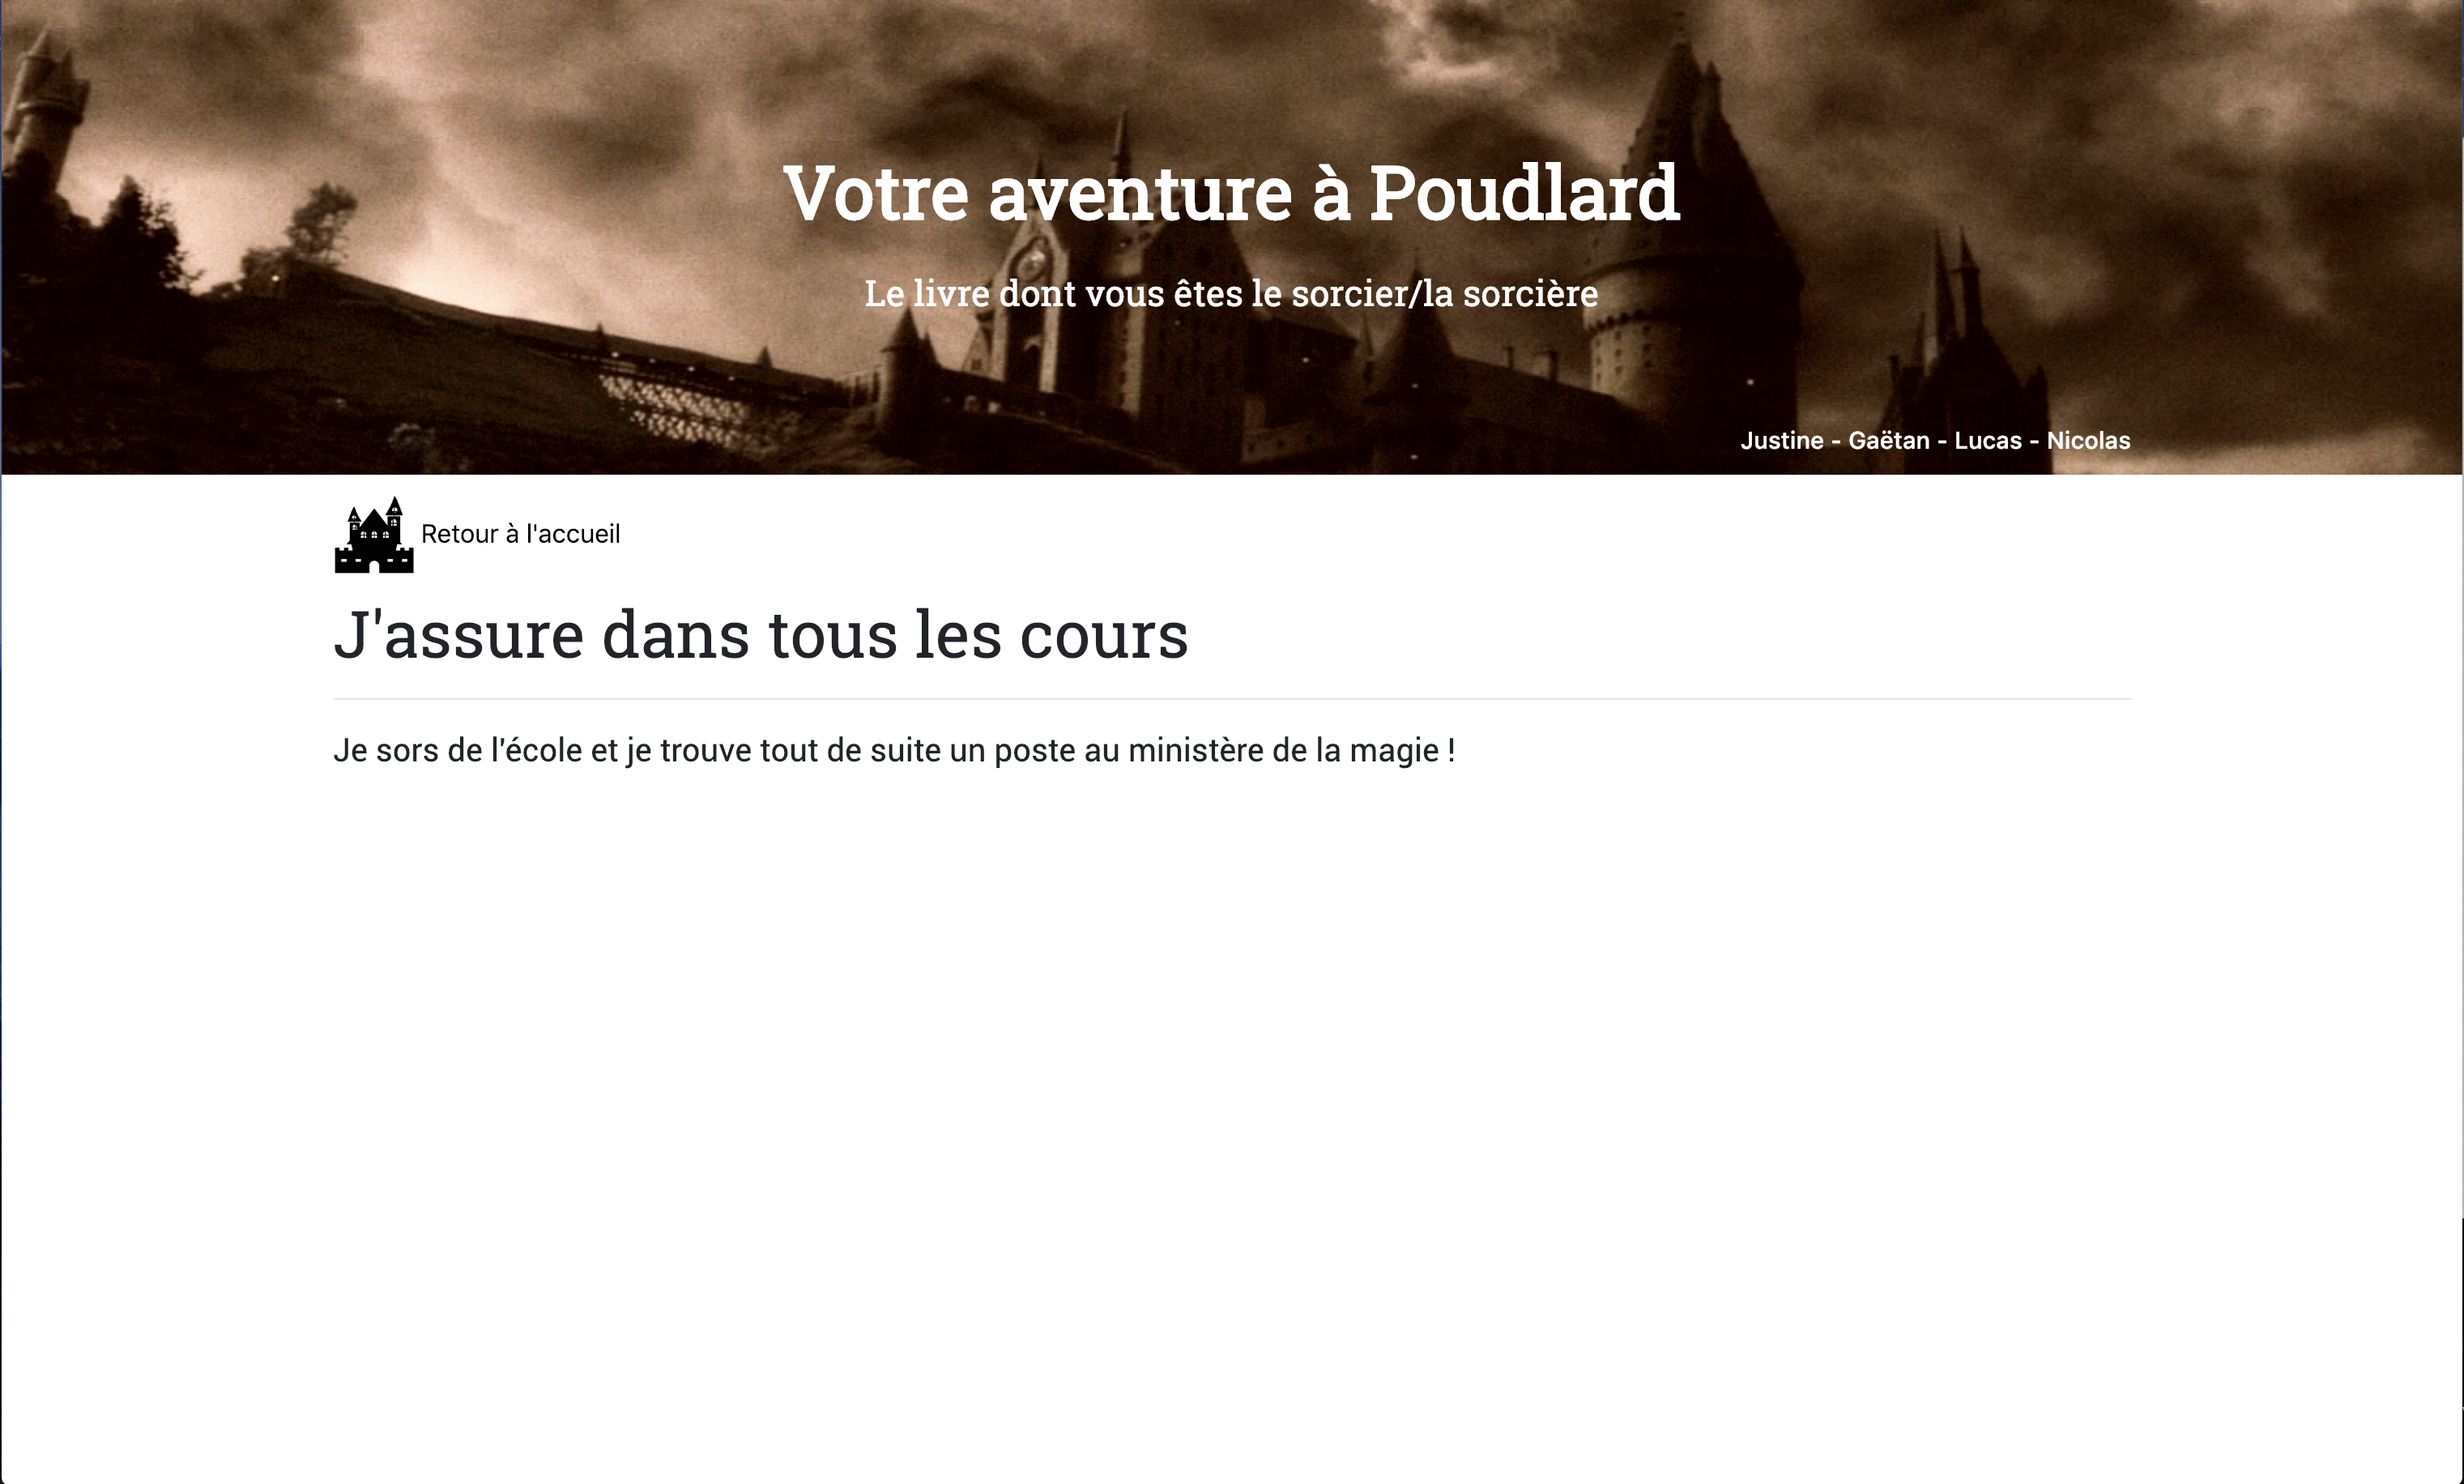 Votre aventure à Poudlard
Le livre dont vous êtes le sorcier/la sorcière
Justine - Gaëtan - Lucas - Nicolas
Retour à l'accueil
J'assure dans tous les cours
Je sors de l'école et je trouve tout de suite un poste au ministère de la magie !